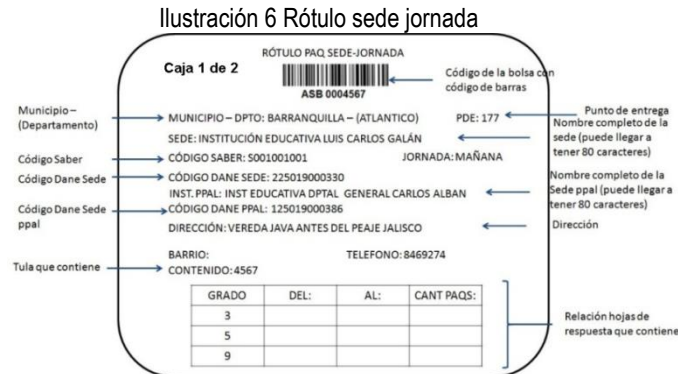 Ilustración 6 Rótulo sede jornada
RÓTULO PAQ SEDE-JORNADA
Caja 1 de 2
ASB 0004567
Código de la bolsa con
código de barras
Municipio –
(Departamento)
MUNICIPIO – DPTO: BARRANQUILLA – (ATLANTICO) PDE: 177
Punto de entrega
SEDE: INSTITUCIÓN EDUCATIVA LUIS CARLOS GALÁN
Nombre completo de la
sede (puede llegar a
tener 80 caracteres)
Código Saber
CÓDIGO SABER: S001001001 JORNADA: MAÑANA
Código Dane Sede
CÓDIGO DANE SEDE: 225019000330
INST. PPAL: INST EDUCATIVA DPTAL GENERAL CARLOS ALBAN
Nombre completo de la
Sede ppal (puede llegar a
tener 80 caracteres)
Código Dane Sede
ppal
CÓDIGO DANE PPAL: 125019000386
DIRECCIÓN: VEREDA JAVA ANTES DEL PEAJE JALISCO
Dirección
BARRIO: TELEFONO: 8469274
Tula que contiene
CONTENIDO: 4567
GRADO DEL: AL: CANT PAQS:
3
5
9
Relación hojas de
respuesta que contiene